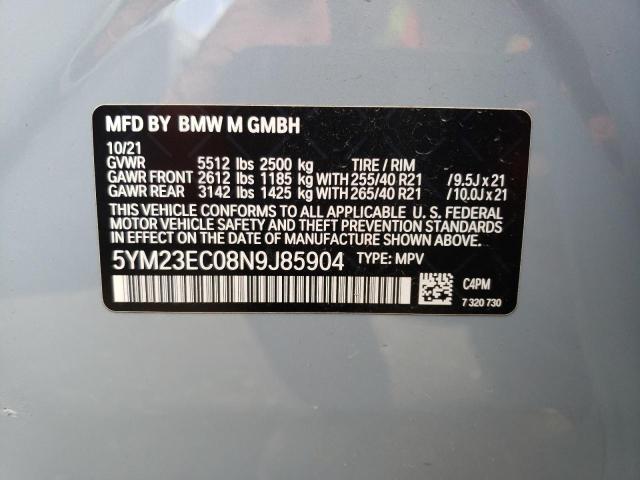 MFD BY BMW M GMBH
10/21
GVWR 5512 lbs 2500 kg TIRE / RIM
GAWR FRONT 2612 lbs 1185 kg WITH 255/40 R21 /9.5J x 21
GAWR REAR 3142 lbs 1425 kg WITH 265/40 R21 /10.0J x 21
THIS VEHICLE CONFORMS TO ALL APPLICABLE U. S. FEDERAL
MOTOR VEHICLE SAFETY AND THEFT PREVENTION
STANDARDS IN EFFECT ON THE DATE OF MANUFACTURE SHOWN ABOVE.
5YM23EC08N9J85904 TYPE: MPV
C4PM
7 320 730